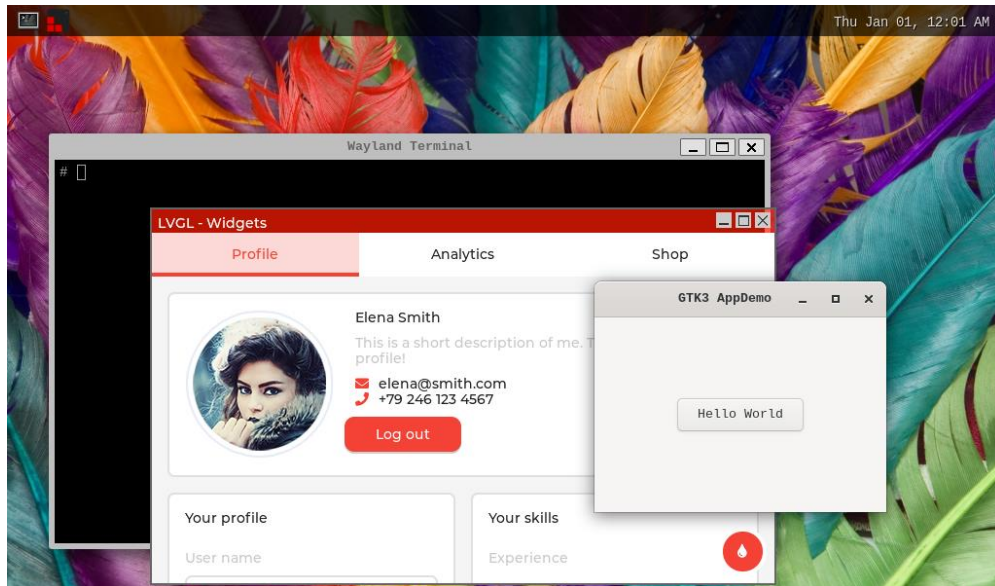 Thu Jan 01, 12:01 AM
Wayland Terminal
#
LVGL - Widgets
Profile
Analytics
Shop
Elena Smith
This is a short description of me. T
profile!
elena@smith.com
+79 246 123 4567
Log out
GTK3 AppDemo
Hello World
Your profile
User name
Your skills
Experience